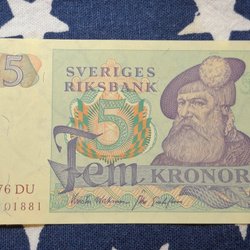 5
SVERIGES
RIKSBANK
5
76 DU
01881
Fem KRONOR